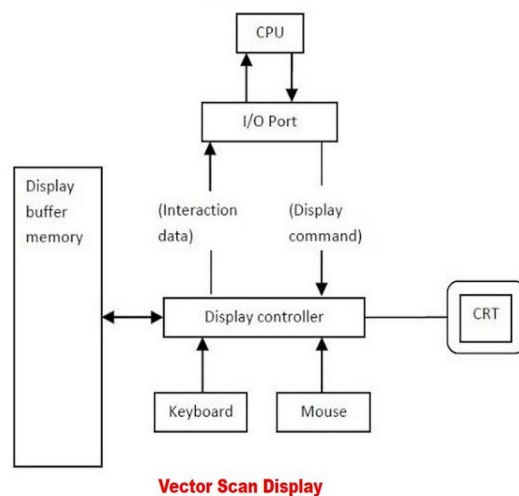 CPU
I/O Port
Display
buffer
memory
(Interaction
data)
(Display
command)
Display controller
CRT
Keyboard
Mouse
Vector Scan Display